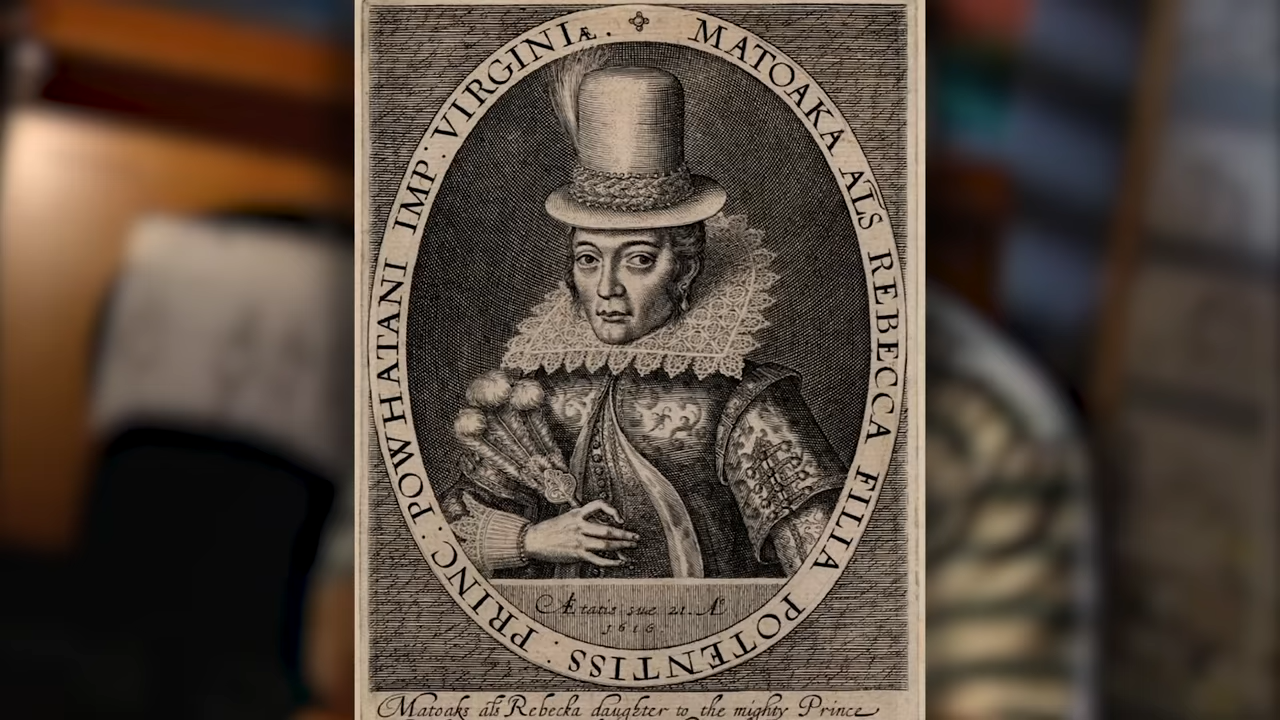 MATOAKA ALS REBECCA FILIA POTENTISS : PRINC : POWHATANI IMP : VIRGINIÆ .
Ætatis suæ 21. Aº
1616.
Matoaks als Rebecka daughter to the mighty Prince